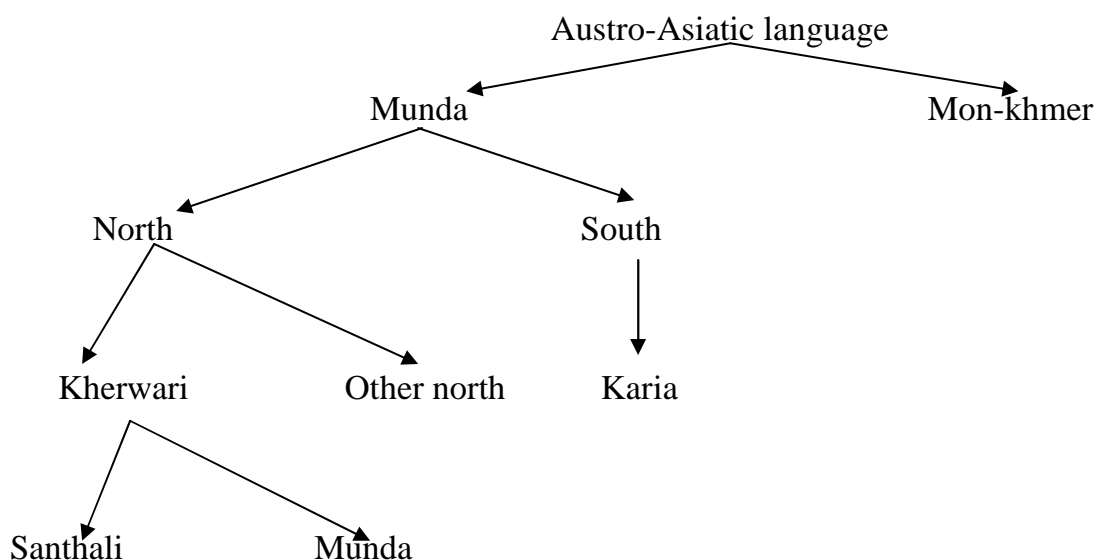 Austro-Asiatic language
Munda Mon-khmer
North South
Kherwari Other north Karia
Santhali Munda